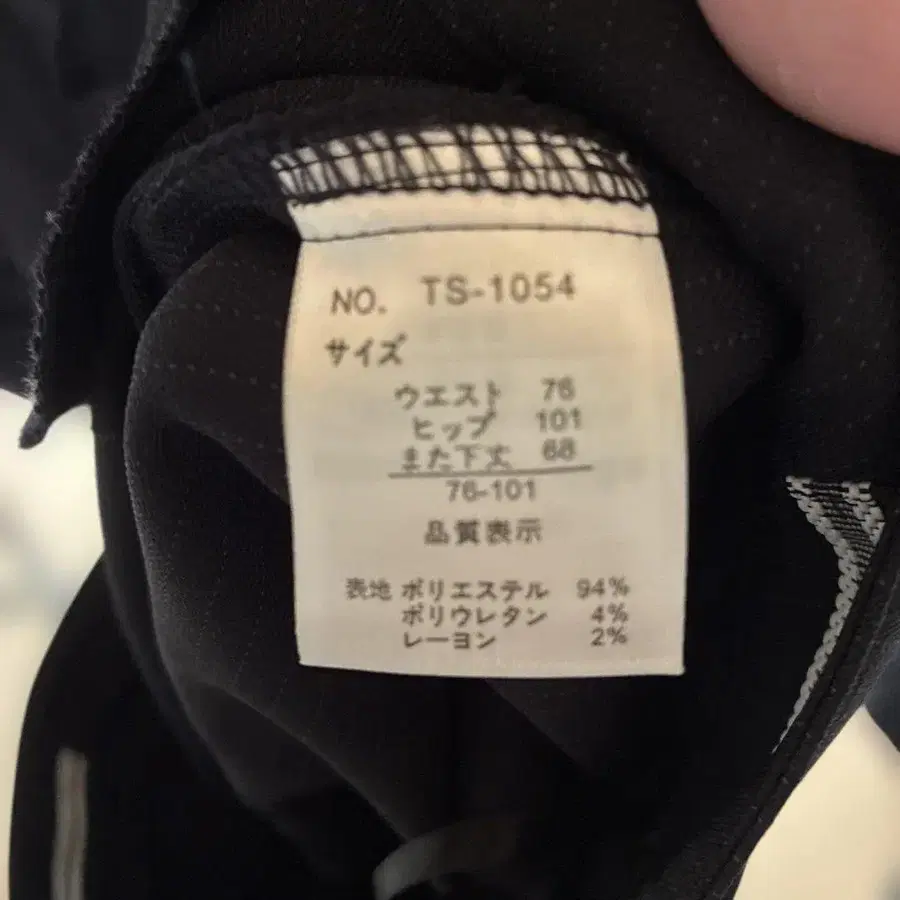 NO. TS-1054
サイズ
ウエスト 76
ヒップ 101
また下丈 68
76-101
品質表示
表地 ポリエステル 94%
ポリウレタン 4%
レーヨン 2%